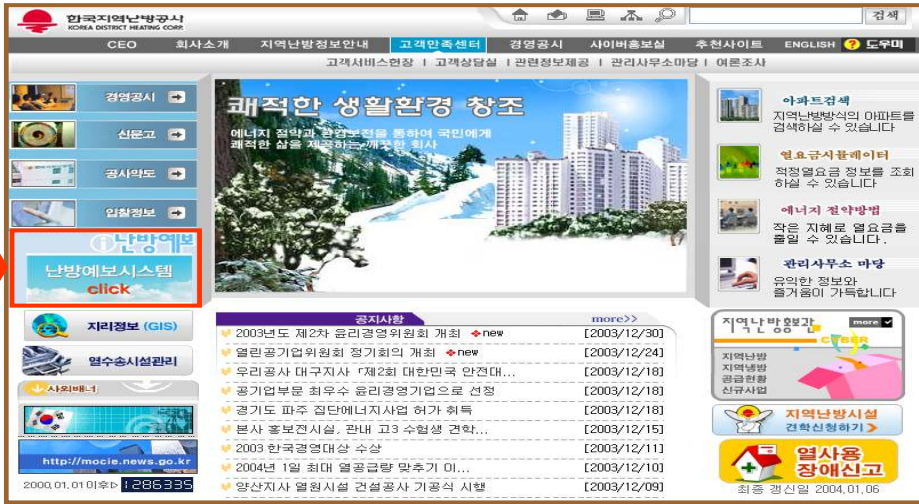 한국지역난방공사
KOREA DISTRICT HEATING CORP.
검색
CEO 회사소개 지역난방정보안내 고객만족센터 경영공시 사이버홍보실 추천사이트 ENGLISH ? 도우미
고객서비스헌장 | 고객상담실 | 관련정보제공 | 관리사무소마당 | 여론조사
경영공시
신문고
공사약도
입찰정보
i 난방예보
난방예보시스템
click
지리정보 (GIS)
열수송시설관리
사외배너
http://mocie.news.go.kr
2000.01.01이후▷ 1286335
쾌적한 생활환경 창조
에너지 절약과 환경보전을 통하여 국민에게
쾌적한 삶을 제공하는 깨끗한 회사
공지사항 more>>
2003년도 제2차 윤리경영위원회 개최 new [2003/12/30]
열린공기업위원회 정기회의 개최 new [2003/12/24]
우리공사 대구지사 「제2회 대한민국 안전대... [2003/12/18]
공기업부문 최우수 윤리경영기업으로 선정 [2003/12/18]
경기도 파주 집단에너지사업 허가 취득 [2003/12/18]
본사 홍보전시실, 관내 고3 수험생 견학... [2003/12/15]
2003 한국경영대상 수상 [2003/12/11]
2004년 1일 최대 열공급량 맞추기 이... [2003/12/10]
양산지사 열원시설 건설공사 기공식 시행 [2003/12/09]
아파트검색
지역난방방식의 아파트를
검색하실 수 있습니다
열요금시뮬레이터
적정열요금 정보를 조회
하실 수 있습니다
에너지 절약방법
작은 지혜로 열요금을
줄일 수 있습니다.
관리사무소 마당
유익한 정보와
즐거움이 가득합니다
지역난방홍보관 more
CYBER
지역난방
지역냉방
공급현황
신규사업
지역난방시설
견학신청하기
열사용
장애신고
최종 갱신일 2004.01.06